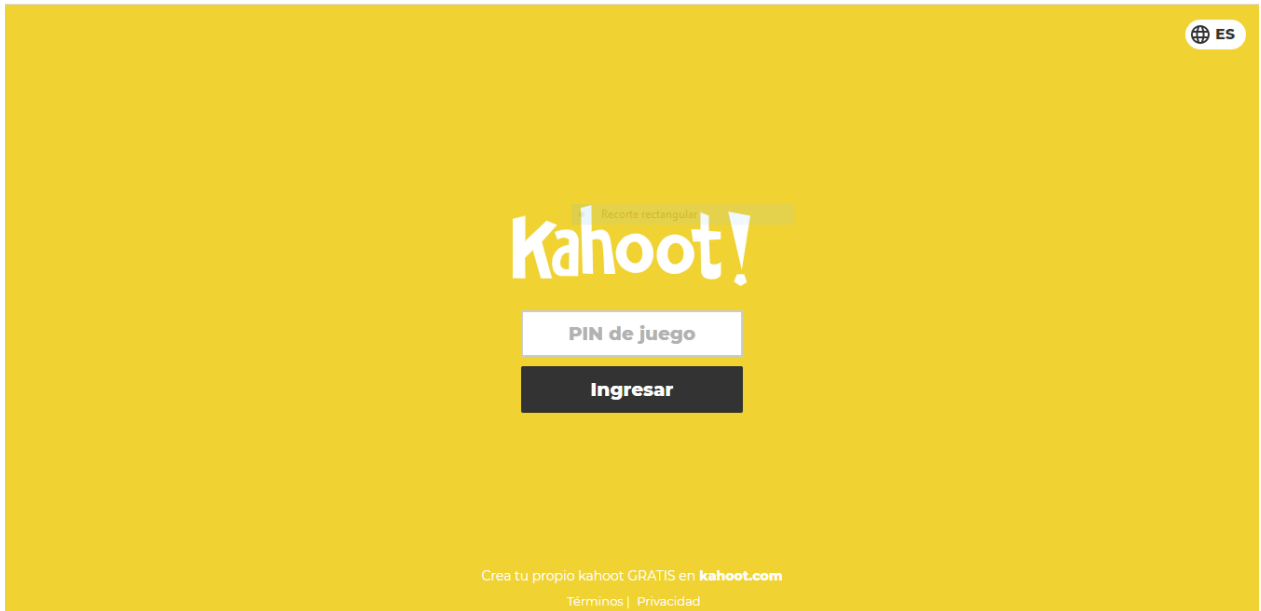 ES
Recorte rectangular
Kahoot!
PIN de juego
Ingresar
Crea tu propio kahoot GRATIS en kahoot.com
Términos | Privacidad